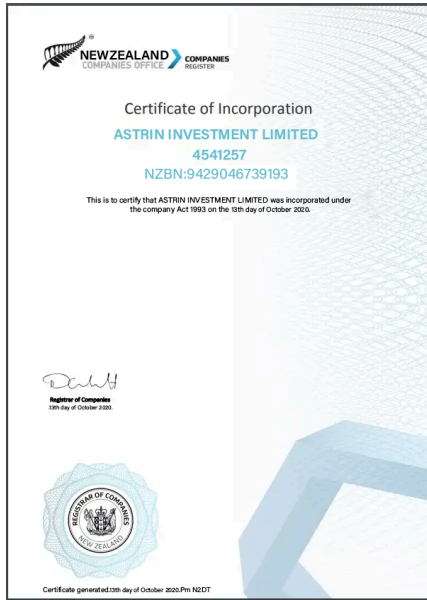 ®
NEWZEALAND
COMPANIES OFFICE
COMPANIES
REGISTER
Certificate of Incorporation
ASTRIN INVESTMENT LIMITED
4541257
NZBN:9429046739193
This is to certify that ASTRIN INVESTMENT LIMITED was incorporated under
the company Act 1993 on the 13th day of October 2020.
Registrar of Companies
13th day of October 2020.
REGISTRAR OF COMPANIES
NEW ZEALAND
Certificate generated.13th day of October 2020.Pm N2DT